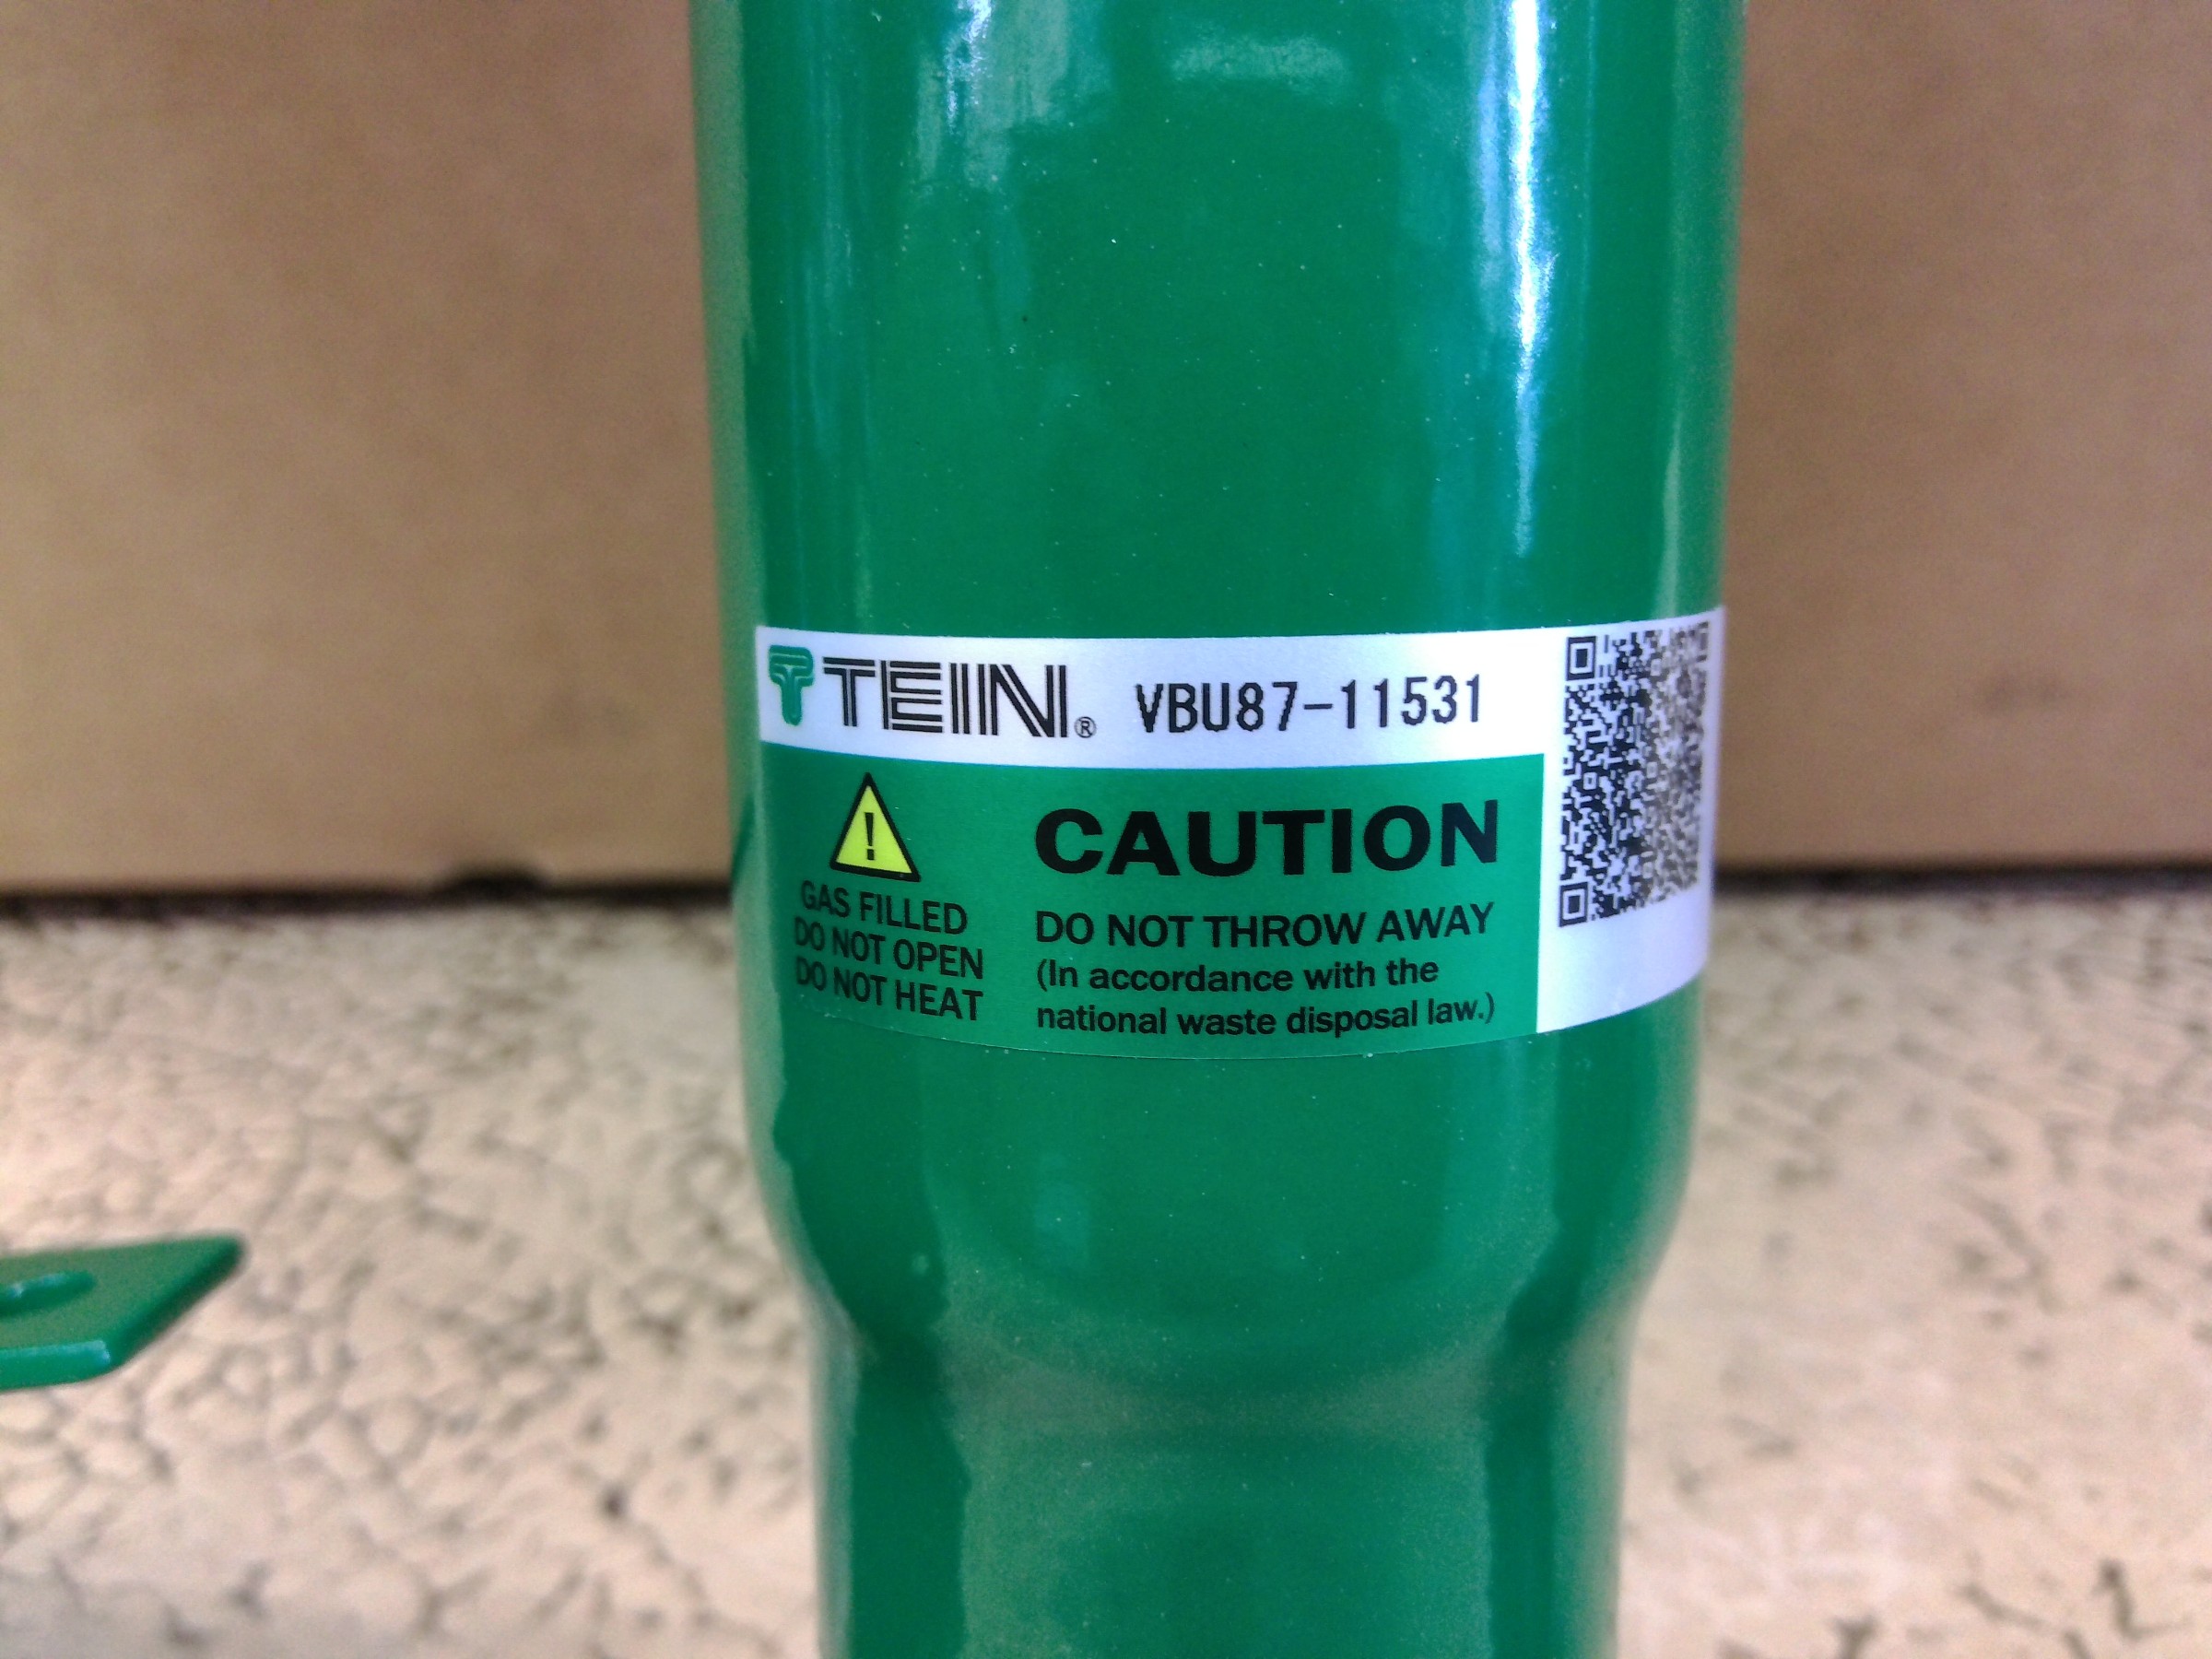 TEIN® VBU87-11531
!
GAS FILLED
DO NOT OPEN
DO NOT HEAT
CAUTION
DO NOT THROW AWAY
(In accordance with the
national waste disposal law.)